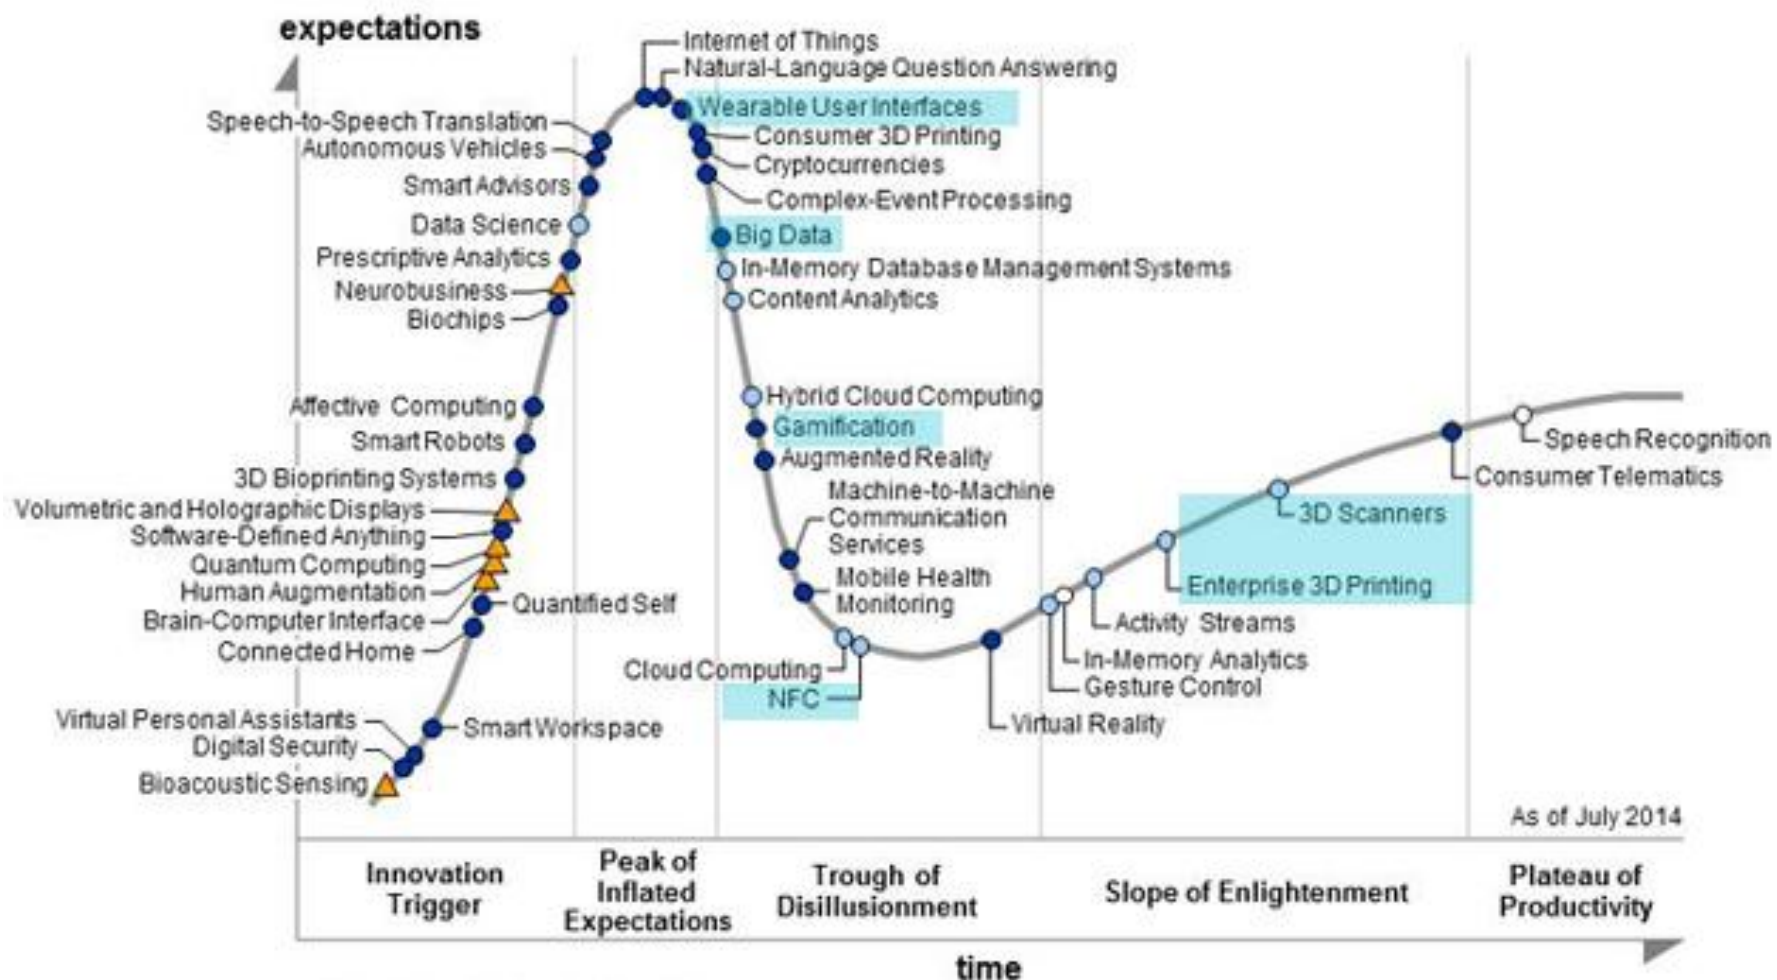 expectations
Internet of Things
Natural-Language Question Answering
Wearable User Interfaces
Speech-to-Speech Translation
Consumer 3D Printing
Autonomous Vehicles
Cryptocurrencies
Smart Advisors
Complex-Event Processing
Data Science
Big Data
Prescriptive Analytics
In-Memory Database Management Systems
Neurobusiness
Content Analytics
Biochips
Hybrid Cloud Computing
Affective Computing
Gamification
Smart Robots
Augmented Reality
3D Bioprinting Systems
Machine-to-Machine
Communication
Services
Volumetric and Holographic Displays
Software-Defined Anything
Quantum Computing
Human Augmentation
Mobile Health
Monitoring
Quantified Self
Brain-Computer Interface
Connected Home
Speech Recognition
Consumer Telematics
3D Scanners
Enterprise 3D Printing
Activity Streams
In-Memory Analytics
Gesture Control
Cloud Computing
NFC
Virtual Reality
Virtual Personal Assistants
Smart Workspace
Digital Security
Bioacoustic Sensing
As of July 2014
Innovation
Trigger
Peak of
Inflated
Expectations
Trough of
Disillusionment
Slope of Enlightenment
Plateau of
Productivity
time